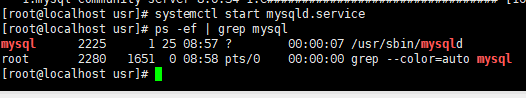 [root@localhost usr]# systemctl start mysqld.service
[root@localhost usr]# ps -ef | grep mysql
mysql 2225 1 25 08:57 ? 00:00:07 /usr/sbin/mysqld
root 2280 1651 0 08:58 pts/0 00:00:00 grep --color=auto mysql
[root@localhost usr]#